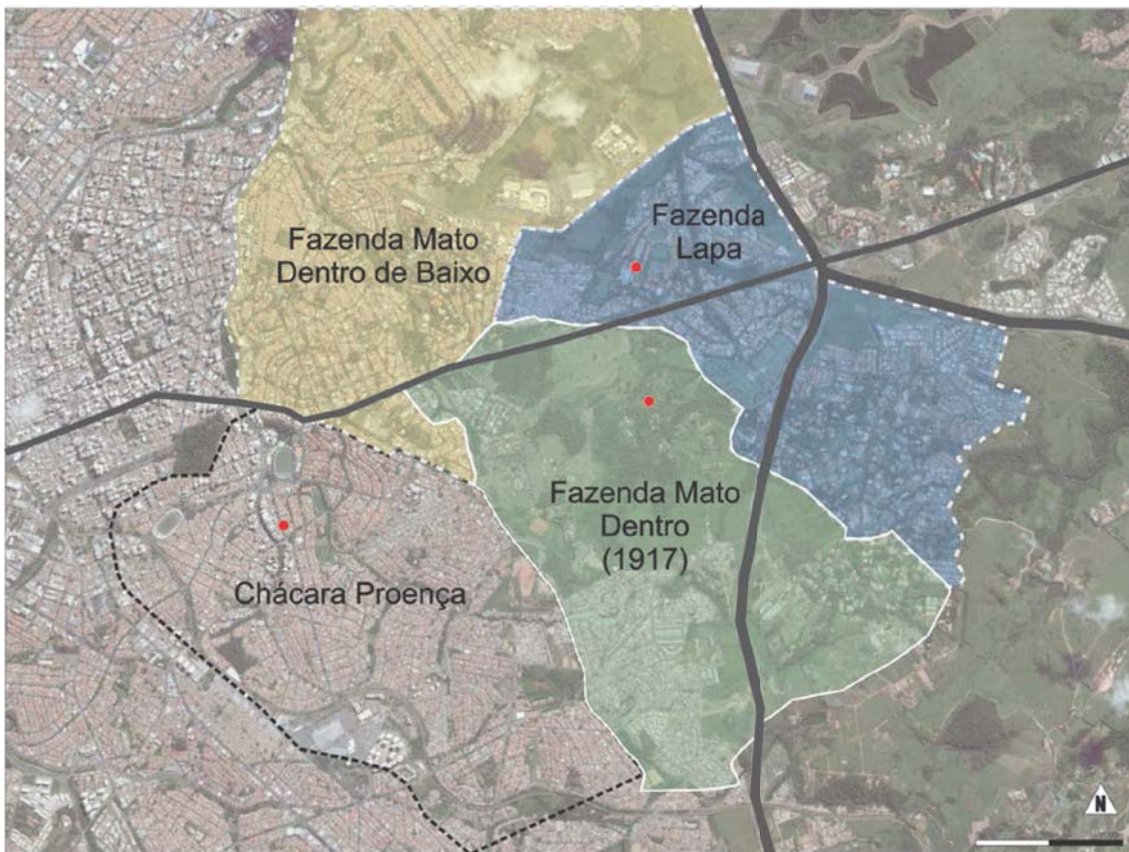 Fazenda Mato
Dentro de Baixo
Fazenda
Lapa
Fazenda Mato
Dentro
(1917)
Chácara Proença
N